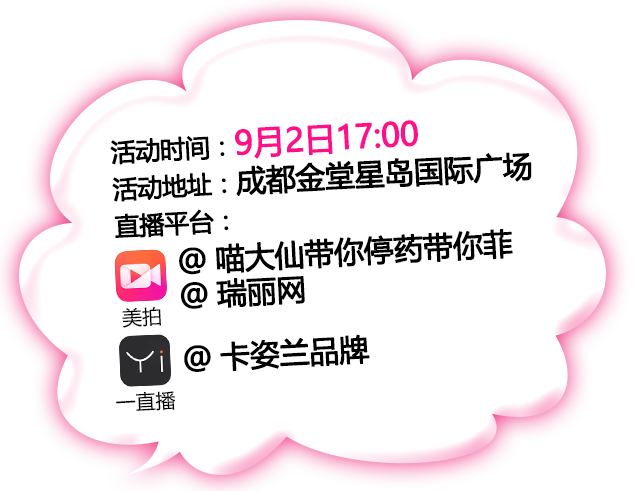 活动时间：9月2日17:00
活动地址：成都金堂星岛国际广场
直播平台：
@ 喵大仙带你停药带你菲
@ 瑞丽网
美拍
Yi
@ 卡姿兰品牌
一直播